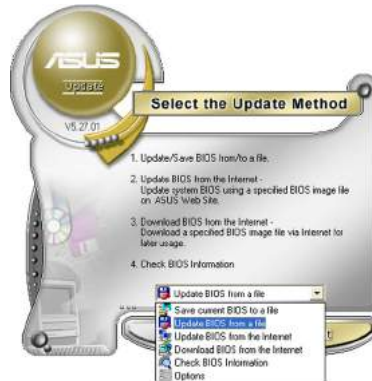 ASUS
Update
V5.27.01
Select the Update Method
1. Update/Save BIOS from/to a file.
2. Update BIOS from the Internet -
Update system BIOS using a specified BIOS image file
on ASUS Web Site.
3. Download BIOS from the Internet -
Download a specified BIOS image file via Internet for
later usage.
4. Check BIOS Information
Update BIOS from a file
Save current BIOS to a file
Update BIOS from a file
Update BIOS from the Internet
Download BIOS from the Internet
Check BIOS Information
Options